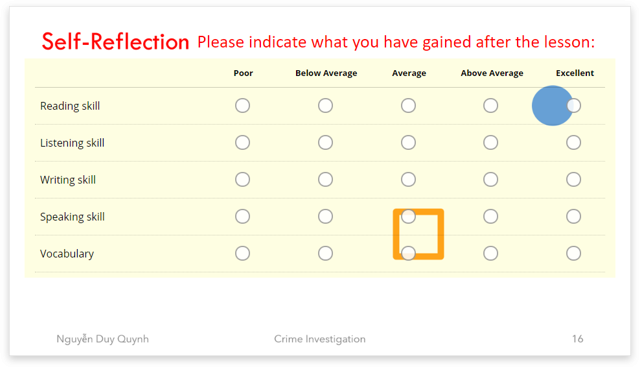 Self-Reflection Please indicate what you have gained after the lesson:
Poor Below Average Average Above Average Excellent
Reading skill
Listening skill
Writing skill
Speaking skill
Vocabulary
Nguyễn Duy Quynh Crime Investigation 16